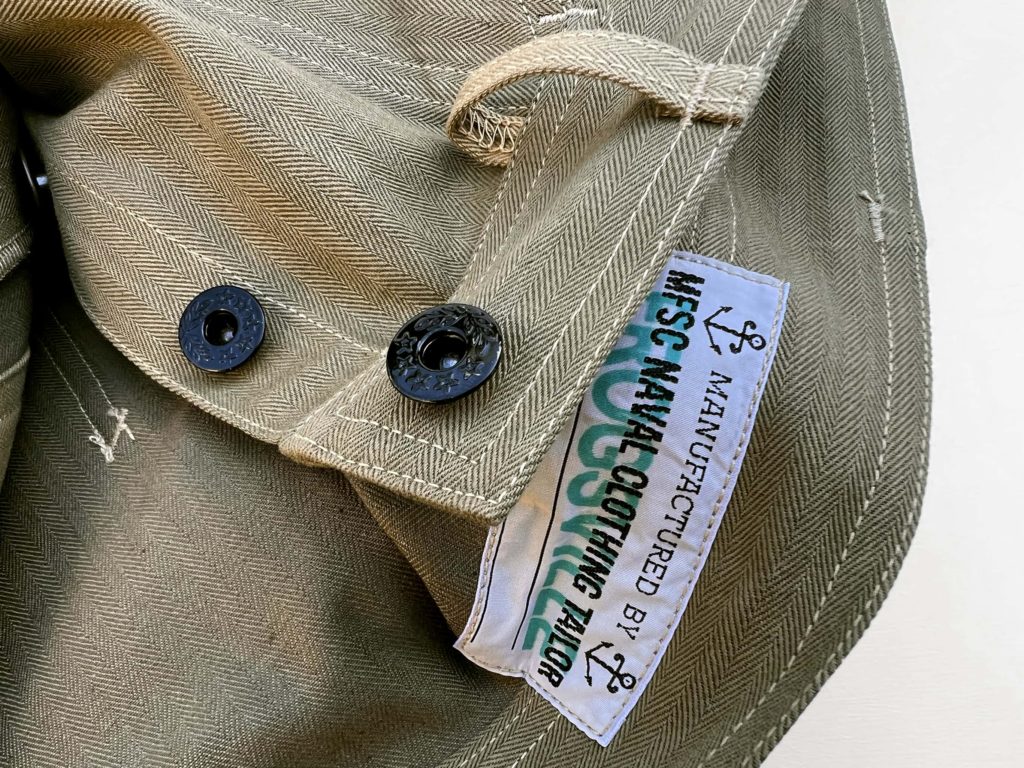 MANUFACTURED BY
MFSC NAVAL CLOTHING TAILOR